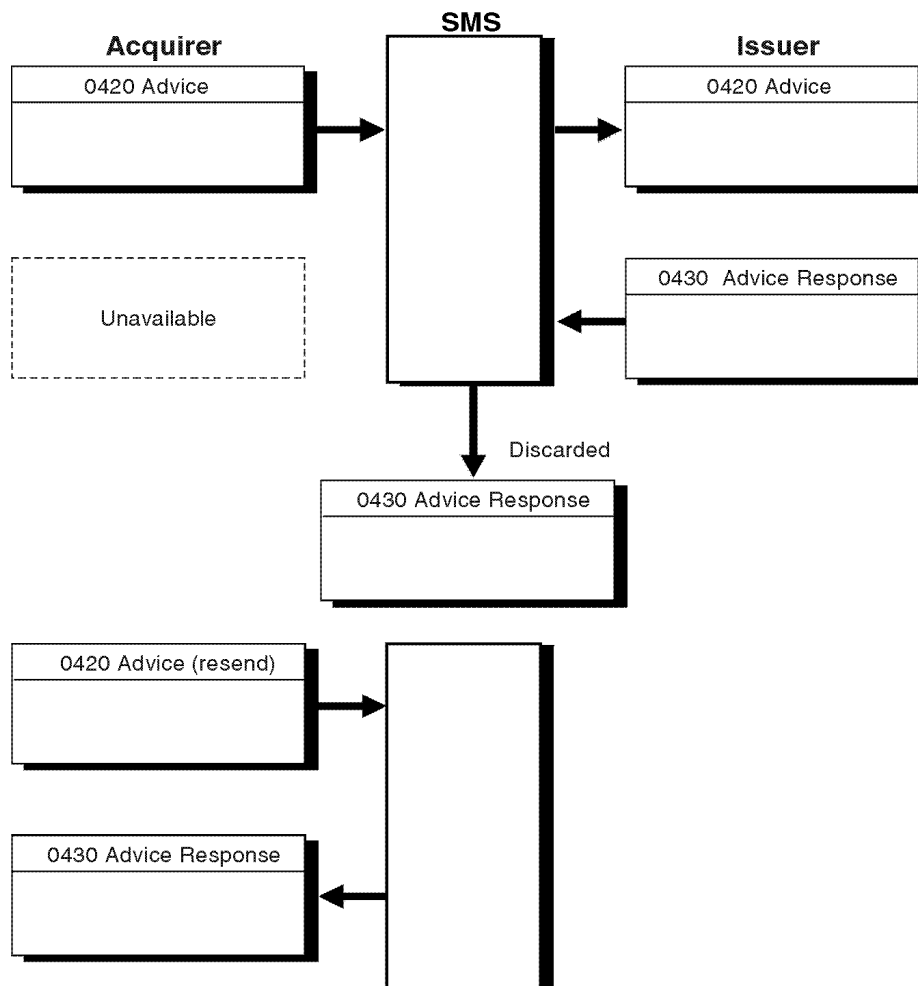 SMS
Acquirer
Issuer
0420 Advice
0420 Advice
0430 Advice Response
Unavailable
Discarded
0430 Advice Response
0420 Advice (resend)
0430 Advice Response